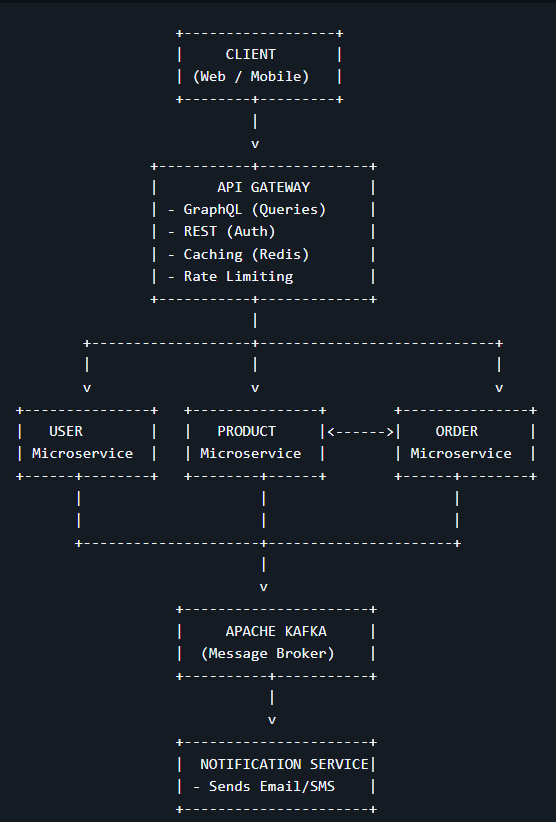 CLIENT
(Web / Mobile)
API GATEWAY
- GraphQL (Queries)
- REST (Auth)
- Caching (Redis)
- Rate Limiting
USER PRODUCT <------> ORDER
Microservice Microservice Microservice
APACHE KAFKA
(Message Broker)
NOTIFICATION SERVICE
- Sends Email/SMS